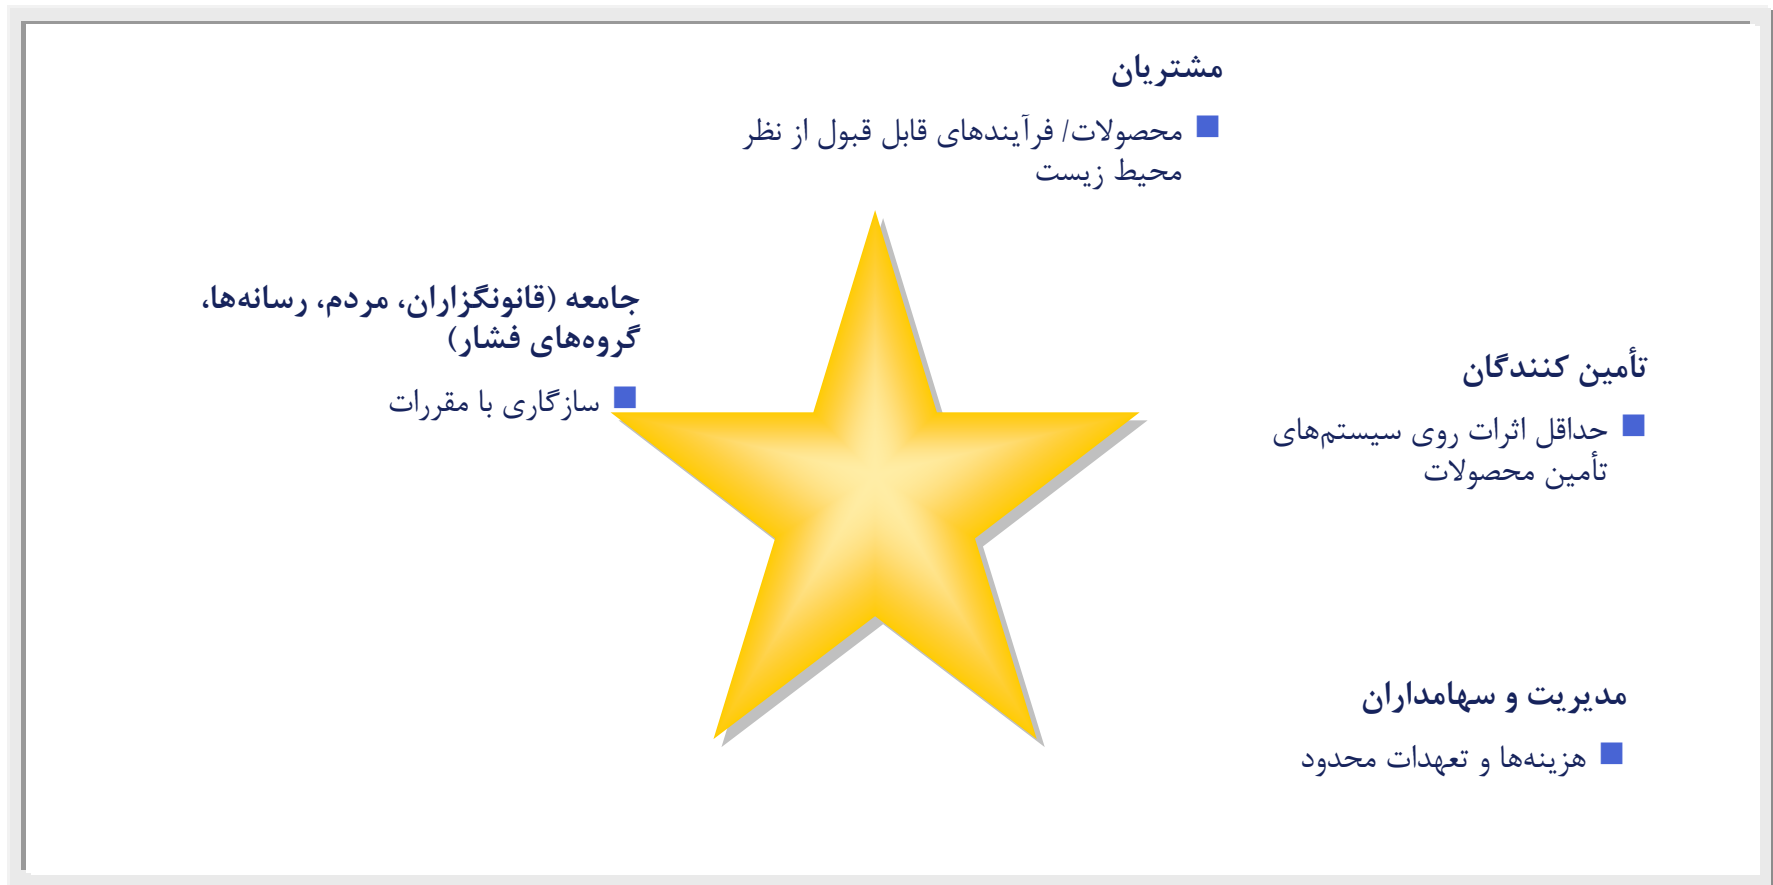 مشتریان
محصولات/ فرآیندهای قابل قبول از نظر
محیط زیست
جامعه (قانونگزاران، مردم، رسانه‌ها،
گروه‌های فشار)
سازگاری با مقررات
تأمین کنندگان
حداقل اثرات روی سیستم‌های
تأمین محصولات
مدیریت و سهامداران
هزینه‌ها و تعهدات محدود